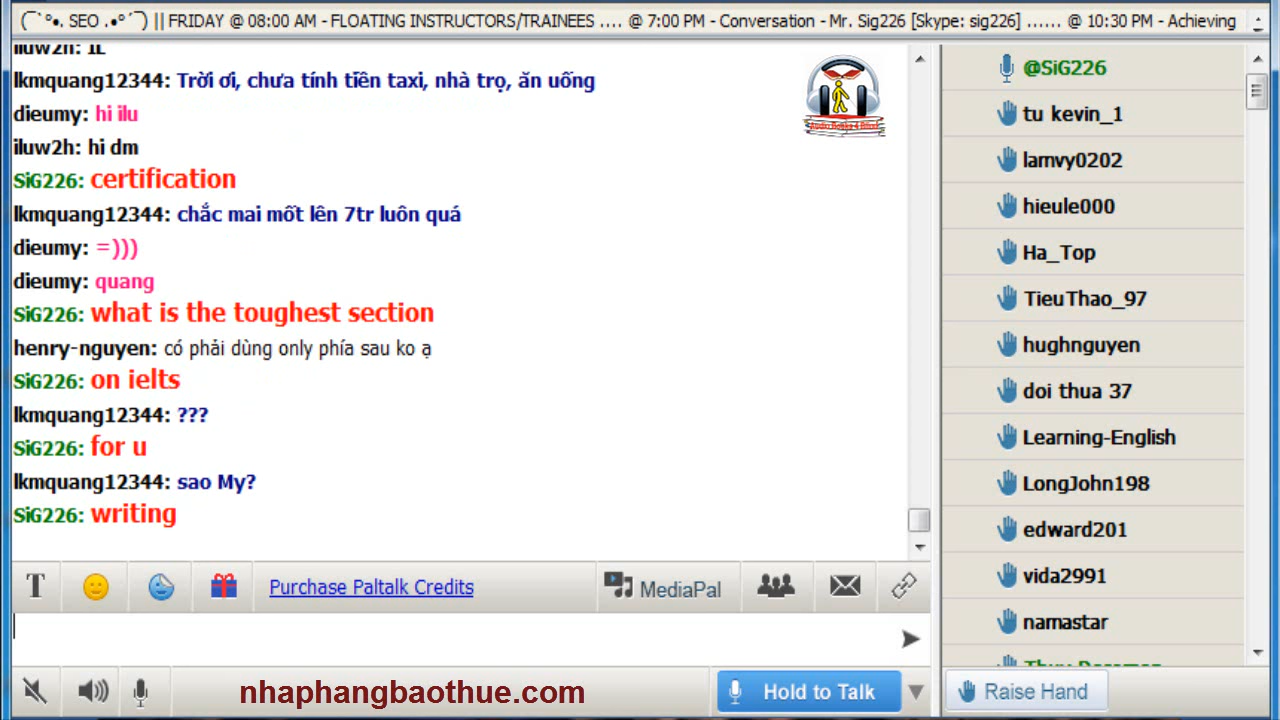 (¯`°•. SEO .•°´¯) || FRIDAY @ 08:00 AM - FLOATING INSTRUCTORS/TRAINEES .... @ 7:00 PM - Conversation - Mr. Sig226 [Skype: sig226] ...... @ 10:30 PM - Achieving
iluw2h: IL
lkmquang12344: Trời ơi, chưa tính tiền taxi, nhà trọ, ăn uống
dieumy: hi ilu
iluw2h: hi dm
SiG226: certification
lkmquang12344: chắc mai mốt lên 7tr luôn quá
dieumy: =)))
dieumy: quang
SiG226: what is the toughest section
henry-nguyen: có phải dùng only phía sau ko ạ
SiG226: on ielts
lkmquang12344: ???
SiG226: for u
lkmquang12344: sao My?
SiG226: writing
Purchase Paltalk Credits
MediaPal
nhaphangbaothue.com
Hold to Talk
@SiG226
tu kevin_1
lamvy0202
hieule000
Ha_Top
TieuThao_97
hughnguyen
doi thua 37
Learning-English
LongJohn198
edward201
vida2991
namastar
Raise Hand